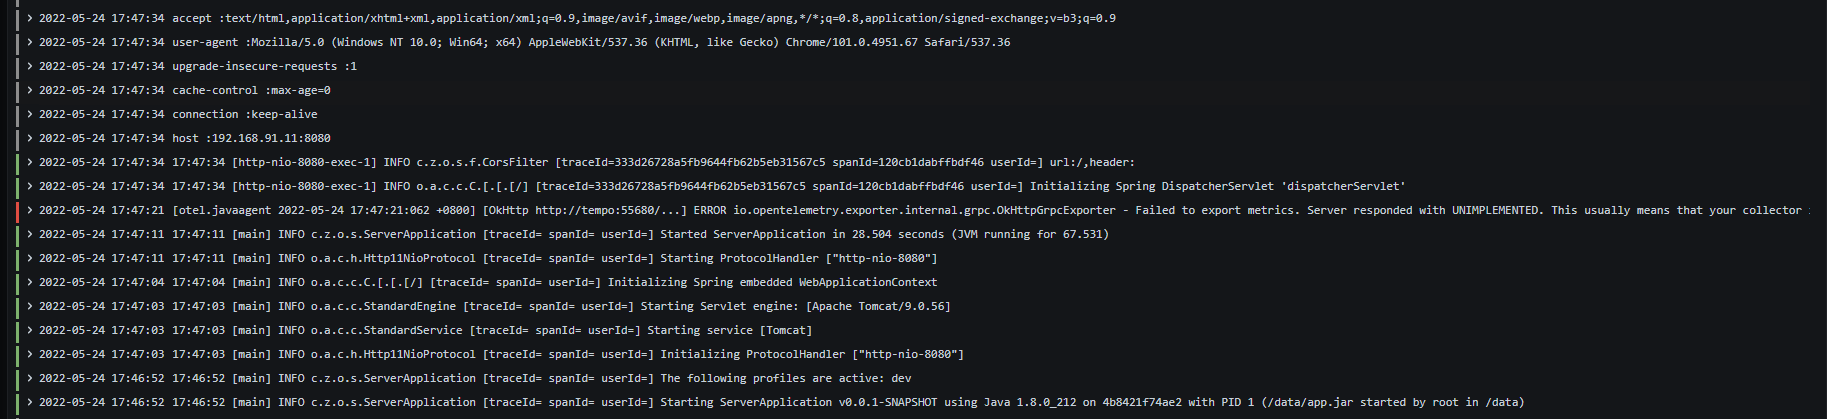 > 2022-05-24 17:47:34 accept :text/html,application/xhtml+xml,application/xml;q=0.9,image/avif,image/webp,image/apng,*/*;q=0.8,application/signed-exchange;v=b3;q=0.9
> 2022-05-24 17:47:34 user-agent :Mozilla/5.0 (Windows NT 10.0; Win64; x64) AppleWebKit/537.36 (KHTML, like Gecko) Chrome/101.0.4951.67 Safari/537.36
> 2022-05-24 17:47:34 upgrade-insecure-requests :1
> 2022-05-24 17:47:34 cache-control :max-age=0
> 2022-05-24 17:47:34 connection :keep-alive
> 2022-05-24 17:47:34 host :192.168.91.11:8080
> 2022-05-24 17:47:34 17:47:34 [http-nio-8080-exec-1] INFO c.z.o.s.f.CorsFilter [traceId=333d26728a5fb9644fb62b5eb31567c5 spanId=120cb1dabffbdf46 userId=] url:/,header:
> 2022-05-24 17:47:34 17:47:34 [http-nio-8080-exec-1] INFO o.a.c.c.C.[.[.[/] [traceId=333d26728a5fb9644fb62b5eb31567c5 spanId=120cb1dabffbdf46 userId=] Initializing Spring DispatcherServlet 'dispatcherServlet'
> 2022-05-24 17:47:21 [otel.javaagent 2022-05-24 17:47:21:062 +0800] [OkHttp http://tempo:55680/...] ERROR io.opentelemetry.exporter.internal.grpc.OkHttpGrpcExporter - Failed to export metrics. Server responded with UNIMPLEMENTED. This usually means that your collector
> 2022-05-24 17:47:11 17:47:11 [main] INFO c.z.o.s.ServerApplication [traceId= spanId= userId=] Started ServerApplication in 28.504 seconds (JVM running for 67.531)
> 2022-05-24 17:47:11 17:47:11 [main] INFO o.a.c.h.Http11NioProtocol [traceId= spanId= userId=] Starting ProtocolHandler ["http-nio-8080"]
> 2022-05-24 17:47:04 17:47:04 [main] INFO o.a.c.c.C.[.[.[/] [traceId= spanId= userId=] Initializing Spring embedded WebApplicationContext
> 2022-05-24 17:47:03 17:47:03 [main] INFO o.a.c.c.StandardEngine [traceId= spanId= userId=] Starting Servlet engine: [Apache Tomcat/9.0.56]
> 2022-05-24 17:47:03 17:47:03 [main] INFO o.a.c.c.StandardService [traceId= spanId= userId=] Starting service [Tomcat]
> 2022-05-24 17:47:03 17:47:03 [main] INFO o.a.c.h.Http11NioProtocol [traceId= spanId= userId=] Initializing ProtocolHandler ["http-nio-8080"]
> 2022-05-24 17:46:52 17:46:52 [main] INFO c.z.o.s.ServerApplication [traceId= spanId= userId=] The following profiles are active: dev
> 2022-05-24 17:46:52 17:46:52 [main] INFO c.z.o.s.ServerApplication [traceId= spanId= userId=] Starting ServerApplication v0.0.1-SNAPSHOT using Java 1.8.0_212 on 4b8421f74ae2 with PID 1 (/data/app.jar started by root in /data)